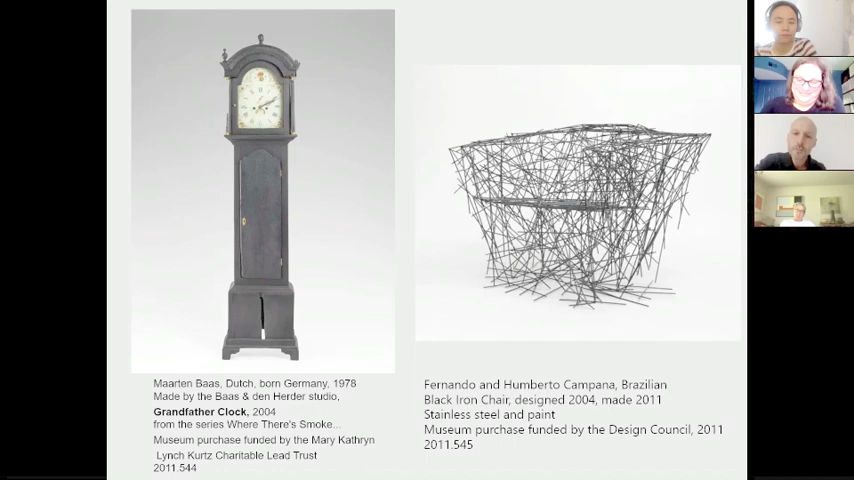 Maarten Baas, Dutch, born Germany, 1978
Made by the Baas & den Herder studio,
Grandfather Clock, 2004
from the series Where There's Smoke...
Museum purchase funded by the Mary Kathryn
Lynch Kurtz Charitable Lead Trust
2011.544
Fernando and Humberto Campana, Brazilian
Black Iron Chair, designed 2004, made 2011
Stainless steel and paint
Museum purchase funded by the Design Council, 2011
2011.545